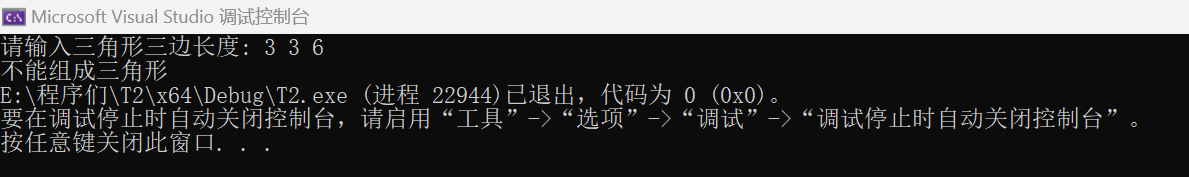 Microsoft Visual Studio 调试控制台
请输入三角形三边长度: 3 3 6
不能组成三角形
E:\程序们\T2\x64\Debug\T2.exe (进程 22944)已退出，代码为 0 (0x0)。
要在调试停止时自动关闭控制台，请启用“工具”->“选项”->“调试”->“调试停止时自动关闭控制台”。
按任意键关闭此窗口. . .